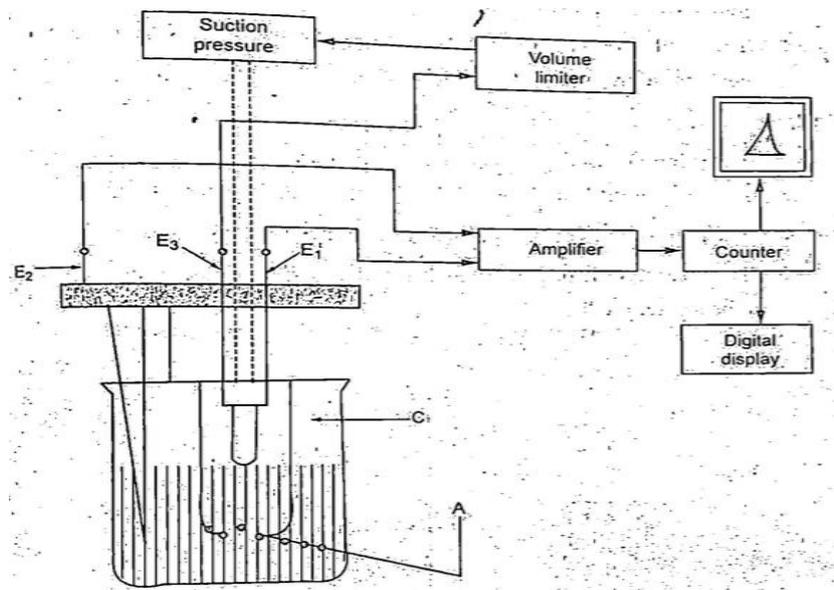 Suction
pressure
Volume
limiter
E3
E1
E2
Amplifier
Counter
Digital
display
C
A